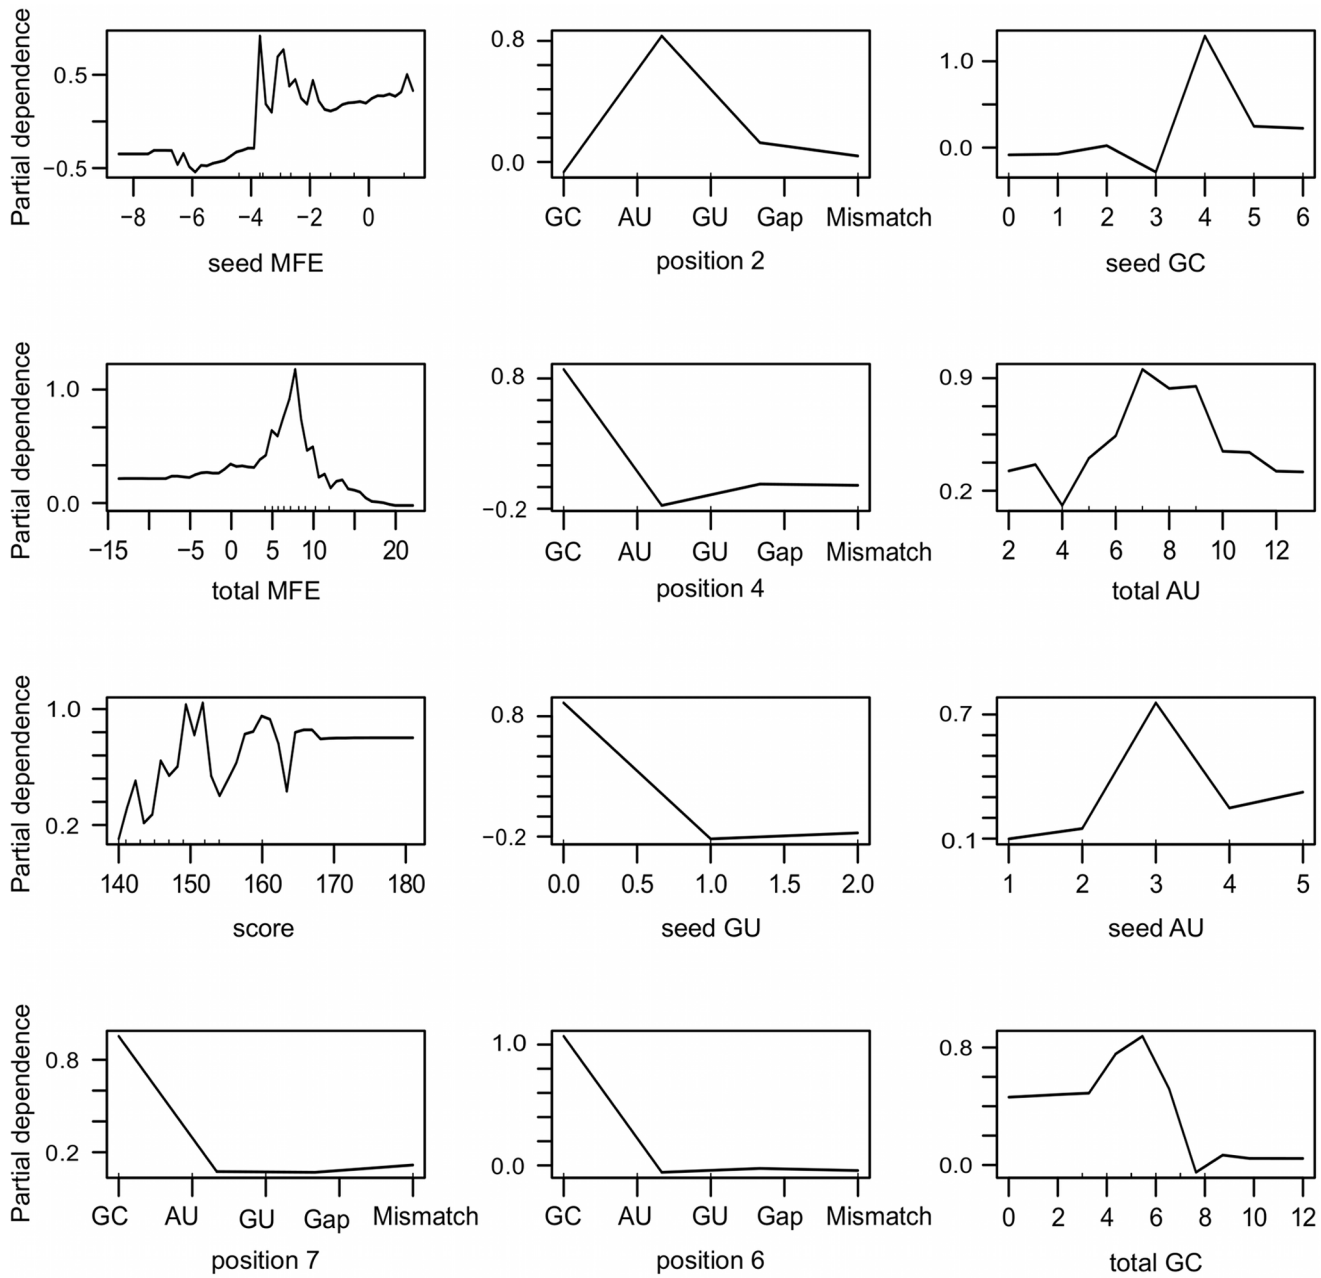 Partial dependence
0.5
−0.5
−8 −6 −4 −2 0
seed MFE
0.8
0.0
GC AU GU Gap Mismatch
position 2
1.0
0.0
0 1 2 3 4 5 6
seed GC
Partial dependence
1.0
0.0
−15 −5 0 5 10 20
total MFE
0.8
−0.2
GC AU GU Gap Mismatch
position 4
0.9
0.2
2 4 6 8 10 12
total AU
Partial dependence
1.0
0.2
140 150 160 170 180
score
0.8
−0.2
0.0 0.5 1.0 1.5 2.0
seed GU
0.7
0.1
1 2 3 4 5
seed AU
Partial dependence
0.8
0.2
GC AU GU Gap Mismatch
position 7
1.0
0.0
GC AU GU Gap Mismatch
position 6
0.8
0.0
0 2 4 6 8 10 12
total GC